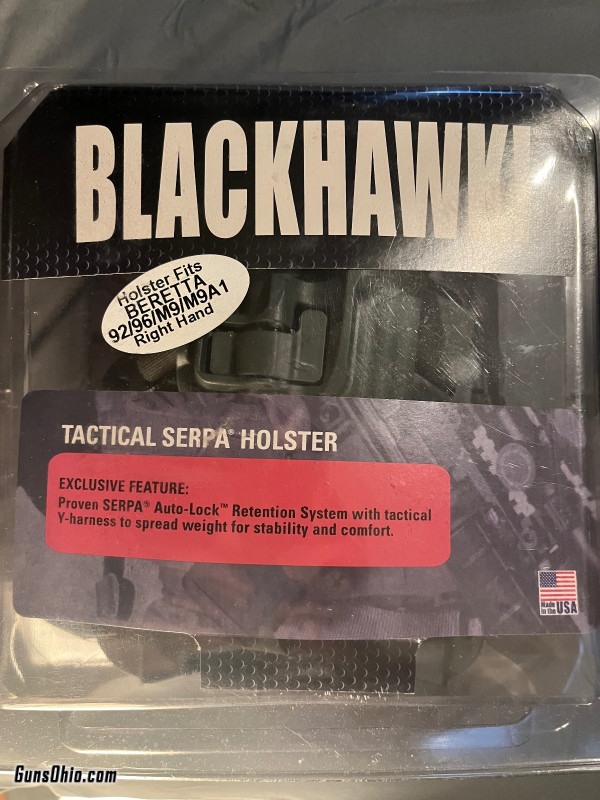 BLACKHAWK!
Holster Fits
BERETTA
92/96/M9/M9A1
Right Hand
TACTICAL SERPA® HOLSTER
EXCLUSIVE FEATURE:
Proven SERPA® Auto-Lock™ Retention System with tactical
Y-harness to spread weight for stability and comfort.
Made
in the USA
GunsOhio.com